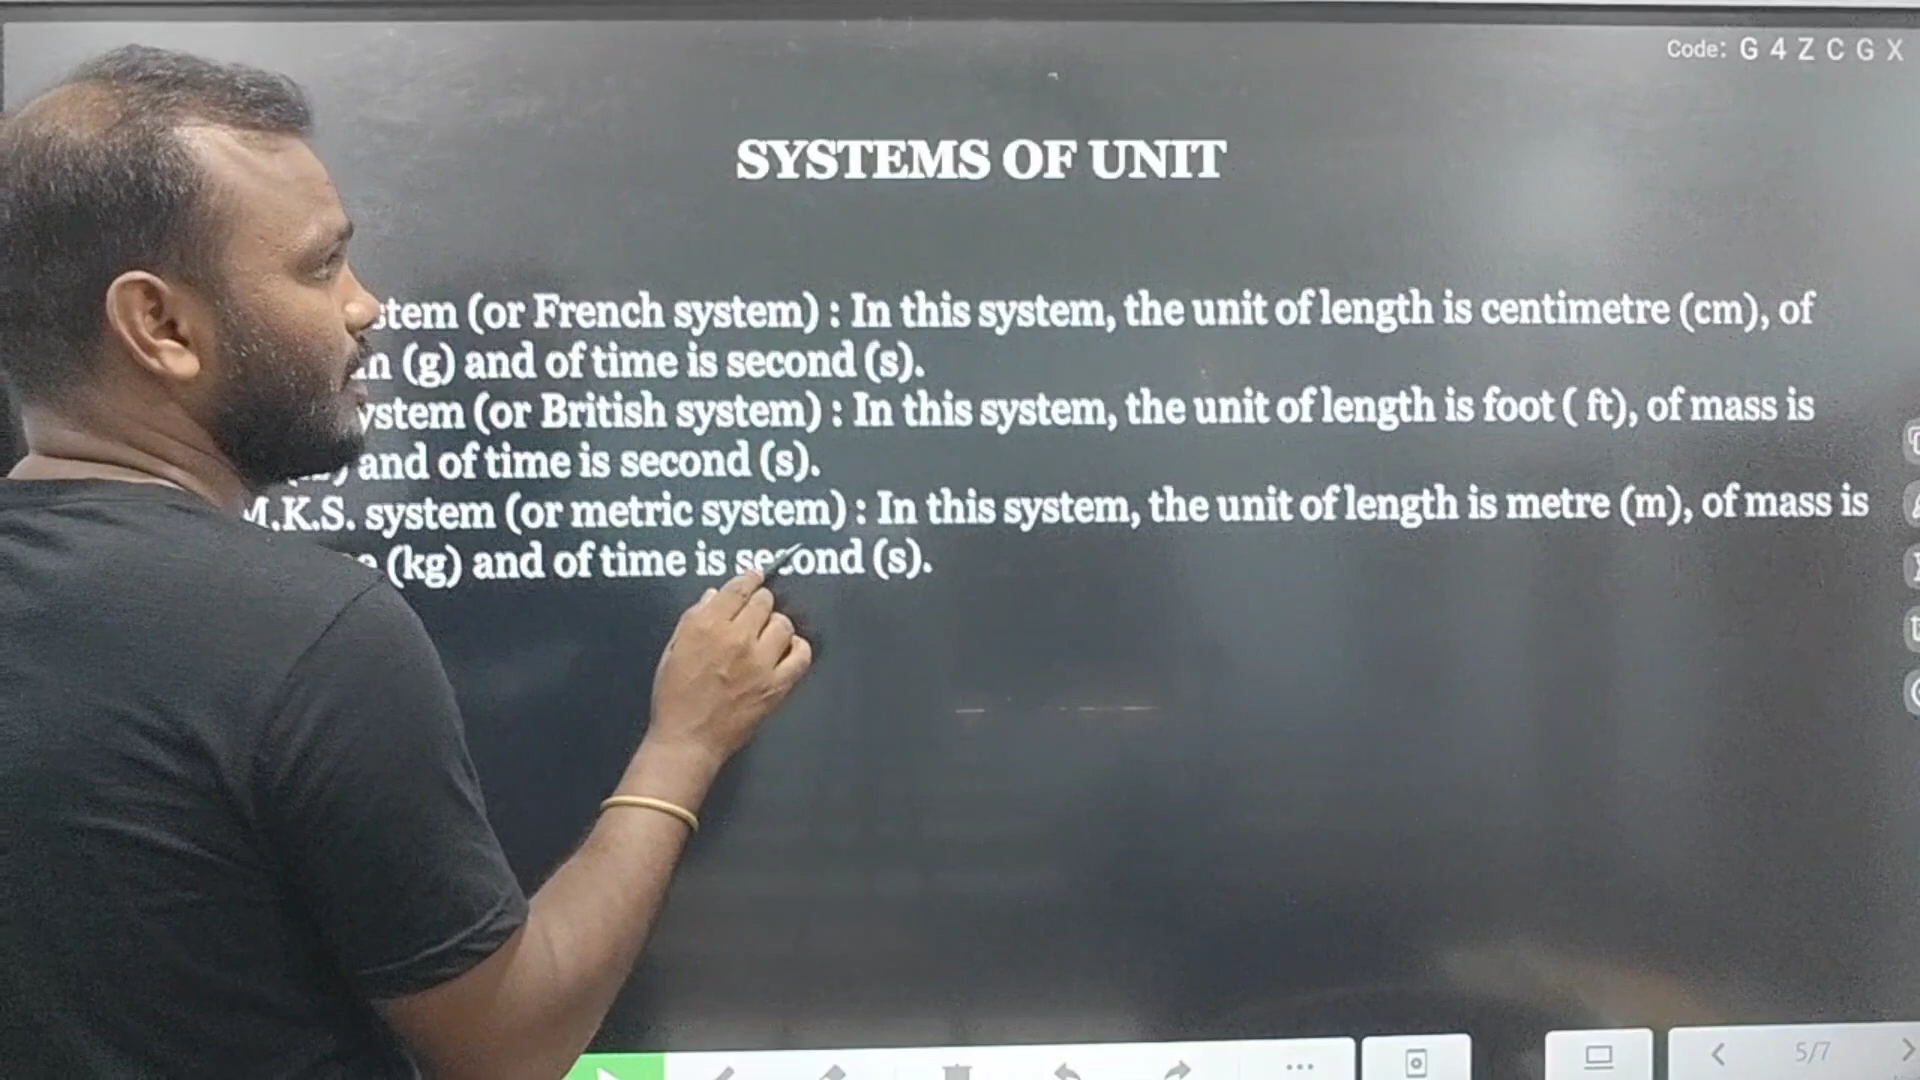 Code: G 4 Z C G X
SYSTEMS OF UNIT
(or French system) : In this system, the unit of length is centimetre (cm), of
(g) and of time is second (s).
(or British system) : In this system, the unit of length is foot ( ft), of mass is
and of time is second (s).
M.K.S. system (or metric system) : In this system, the unit of length is metre (m), of mass is
(kg) and of time is second (s).
5/7